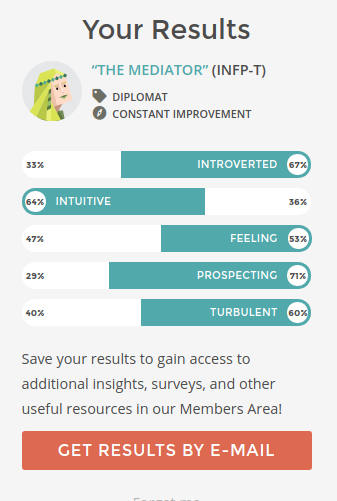 Your Results
“THE MEDIATOR” (INFP-T)
DIPLOMAT
CONSTANT IMPROVEMENT
33% INTROVERTED 67%
64% INTUITIVE 36%
47% FEELING 53%
29% PROSPECTING 71%
40% TURBULENT 60%
Save your results to gain access to
additional insights, surveys, and other
useful resources in our Members Area!
GET RESULTS BY E-MAIL